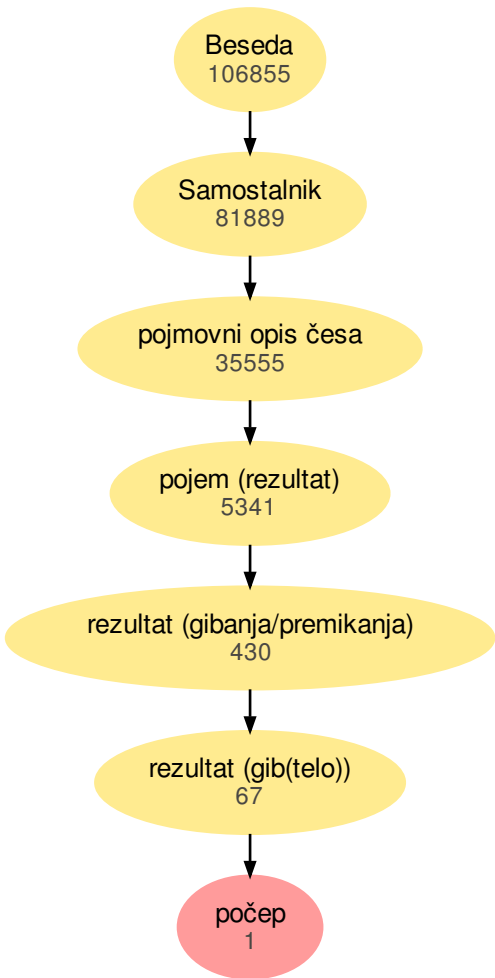 Beseda
106855
Samostalnik
81889
pojmovni opis česa
35555
pojem (rezultat)
5341
rezultat (gibanja/premikanja)
430
rezultat (gib(telo))
67
počep
1